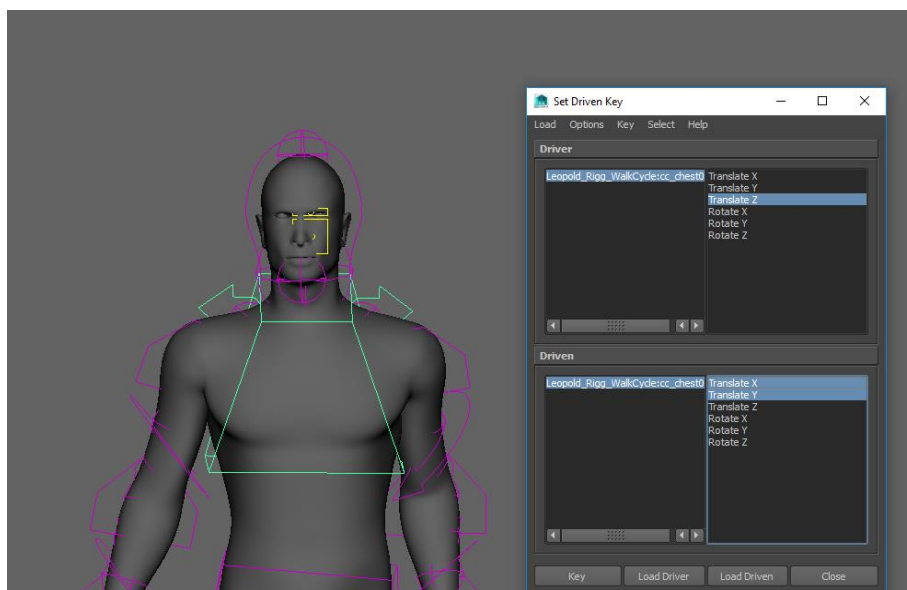 Set Driven Key
Load Options Key Select Help
Driver
Leopold_Rigg_WalkCycle:cc_chest0
Translate X
Translate Y
Translate Z
Rotate X
Rotate Y
Rotate Z
Driven
Leopold_Rigg_WalkCycle:cc_chest0
Translate X
Translate Y
Translate Z
Rotate X
Rotate Y
Rotate Z
Key Load Driver Load Driven Close